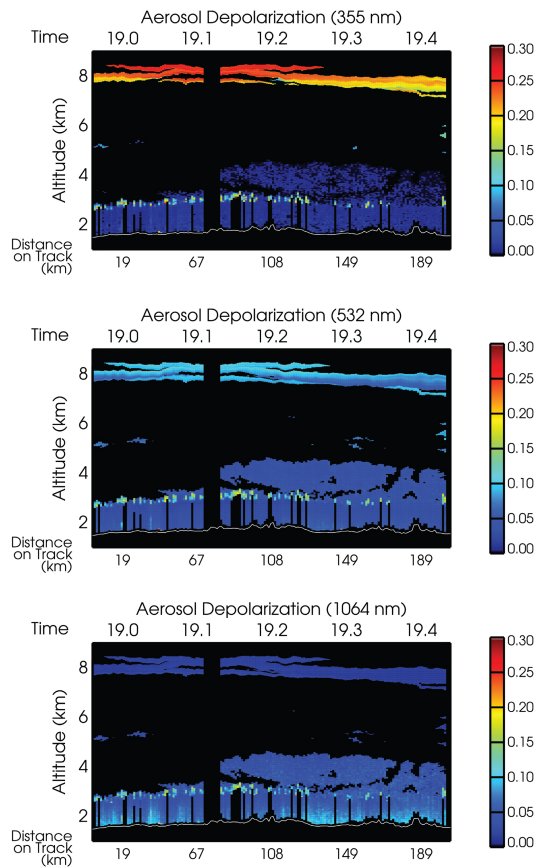 Aerosol Depolarization (355 nm)
Time 19.0 19.1 19.2 19.3 19.4
Altitude (km)
8
6
4
2
Distance on Track (km)
19 67 108 149 189
0.30
0.25
0.20
0.15
0.10
0.05
0.00
Aerosol Depolarization (532 nm)
Time 19.0 19.1 19.2 19.3 19.4
Altitude (km)
8
6
4
2
Distance on Track (km)
19 67 108 149 189
0.30
0.25
0.20
0.15
0.10
0.05
0.00
Aerosol Depolarization (1064 nm)
Time 19.0 19.1 19.2 19.3 19.4
Altitude (km)
8
6
4
2
Distance on Track (km)
19 67 108 149 189
0.30
0.25
0.20
0.15
0.10
0.05
0.00